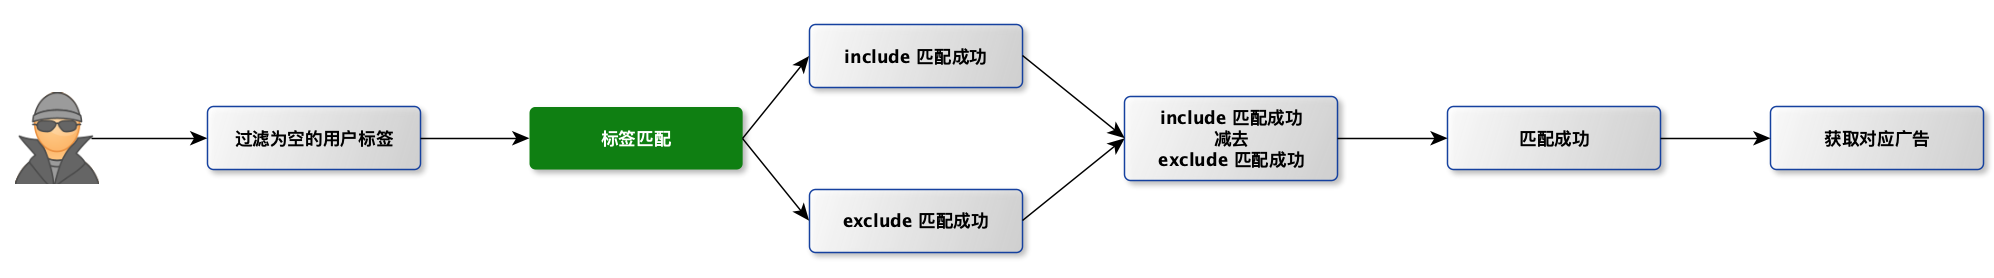 过滤为空的用户标签
标签匹配
include 匹配成功
exclude 匹配成功
include 匹配成功
减去
exclude 匹配成功
匹配成功
获取对应广告